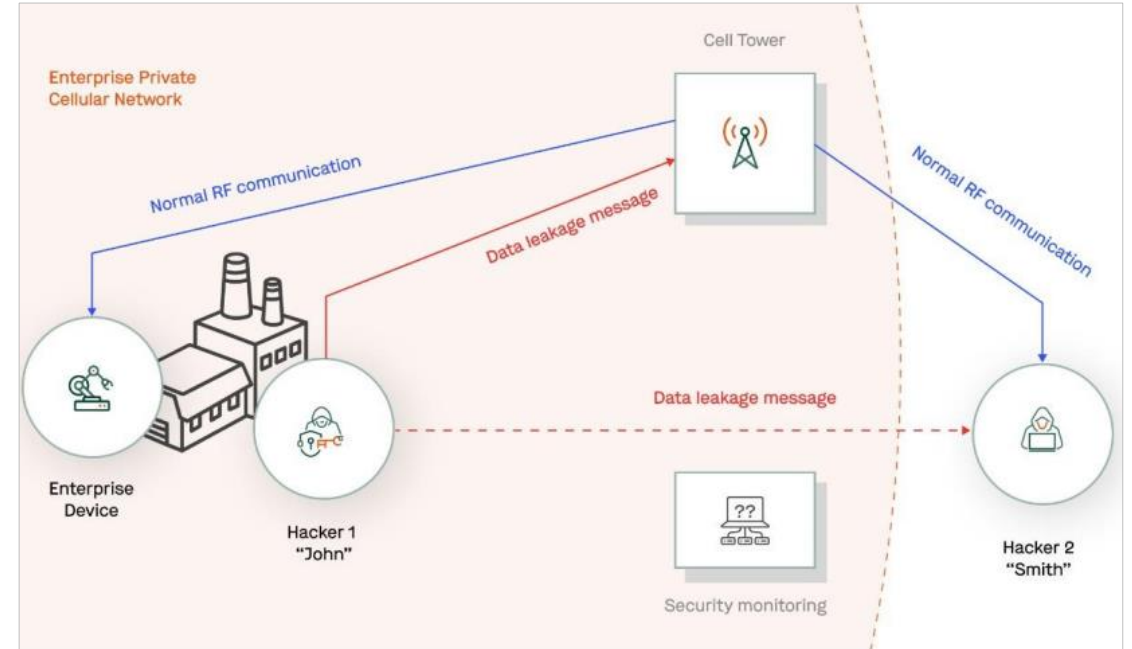 Cell Tower
Enterprise Private
Cellular Network
Normal RF communication
Data leakage message
Normal RF communication
Data leakage message
??
Enterprise
Device
Hacker 1
“John”
Hacker 2
“Smith”
Security monitoring